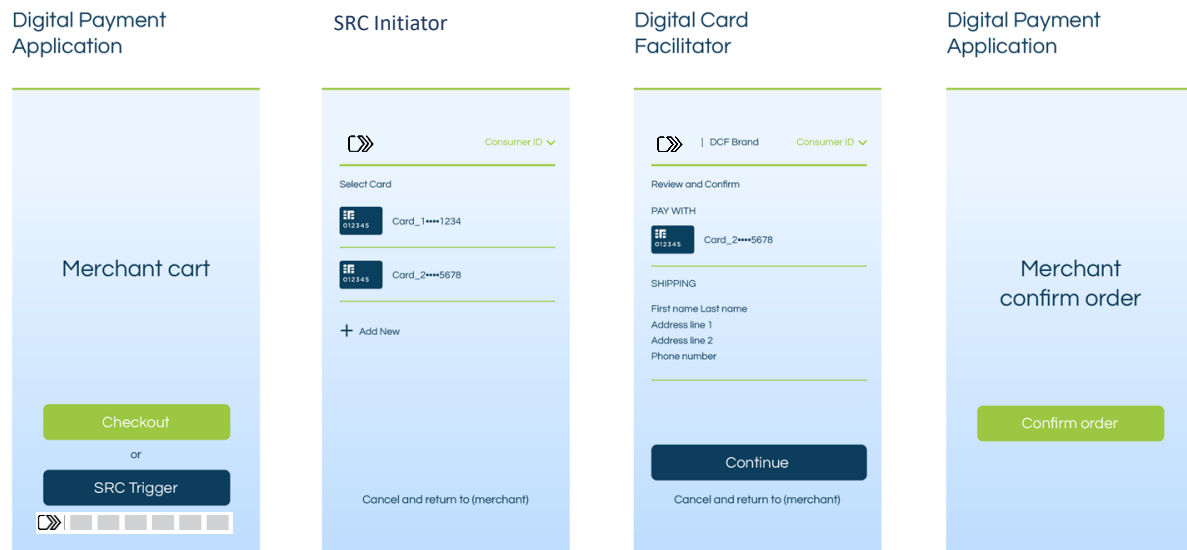 Digital Payment
Application
Merchant cart
Checkout
or
SRC Trigger
SRC Initiator
Consumer ID
Select Card
012345
Card_1••••1234
012345
Card_2••••5678
+ Add New
Cancel and return to (merchant)
Digital Card
Facilitator
| DCF Brand
Consumer ID
Review and Confirm
PAY WITH
012345
Card_2••••5678
SHIPPING
First name Last name
Address line 1
Address line 2
Phone number
Continue
Cancel and return to (merchant)
Digital Payment
Application
Merchant
confirm order
Confirm order